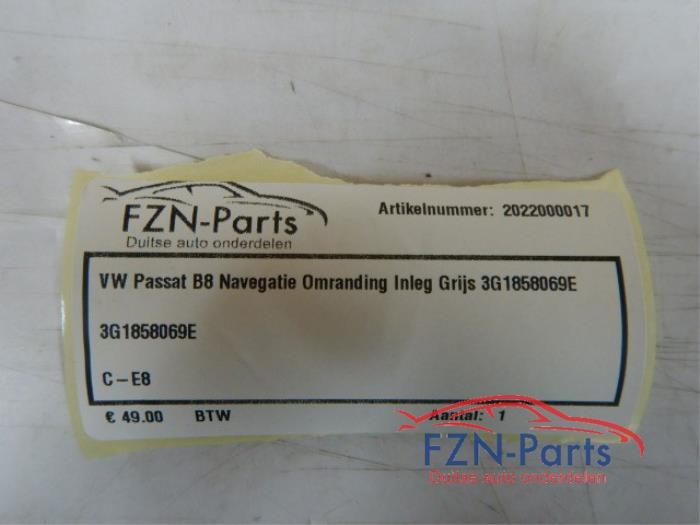 FZN-Parts
Duitse auto onderdelen
Artikelnummer: 2022000017
VW Passat B8 Navegatie Omranding Inleg Grijs 3G1858069E
3G1858069E
C-E8
€ 49.00 BTW Aantal: 1
FZN-Parts
Duitse auto onderdelen